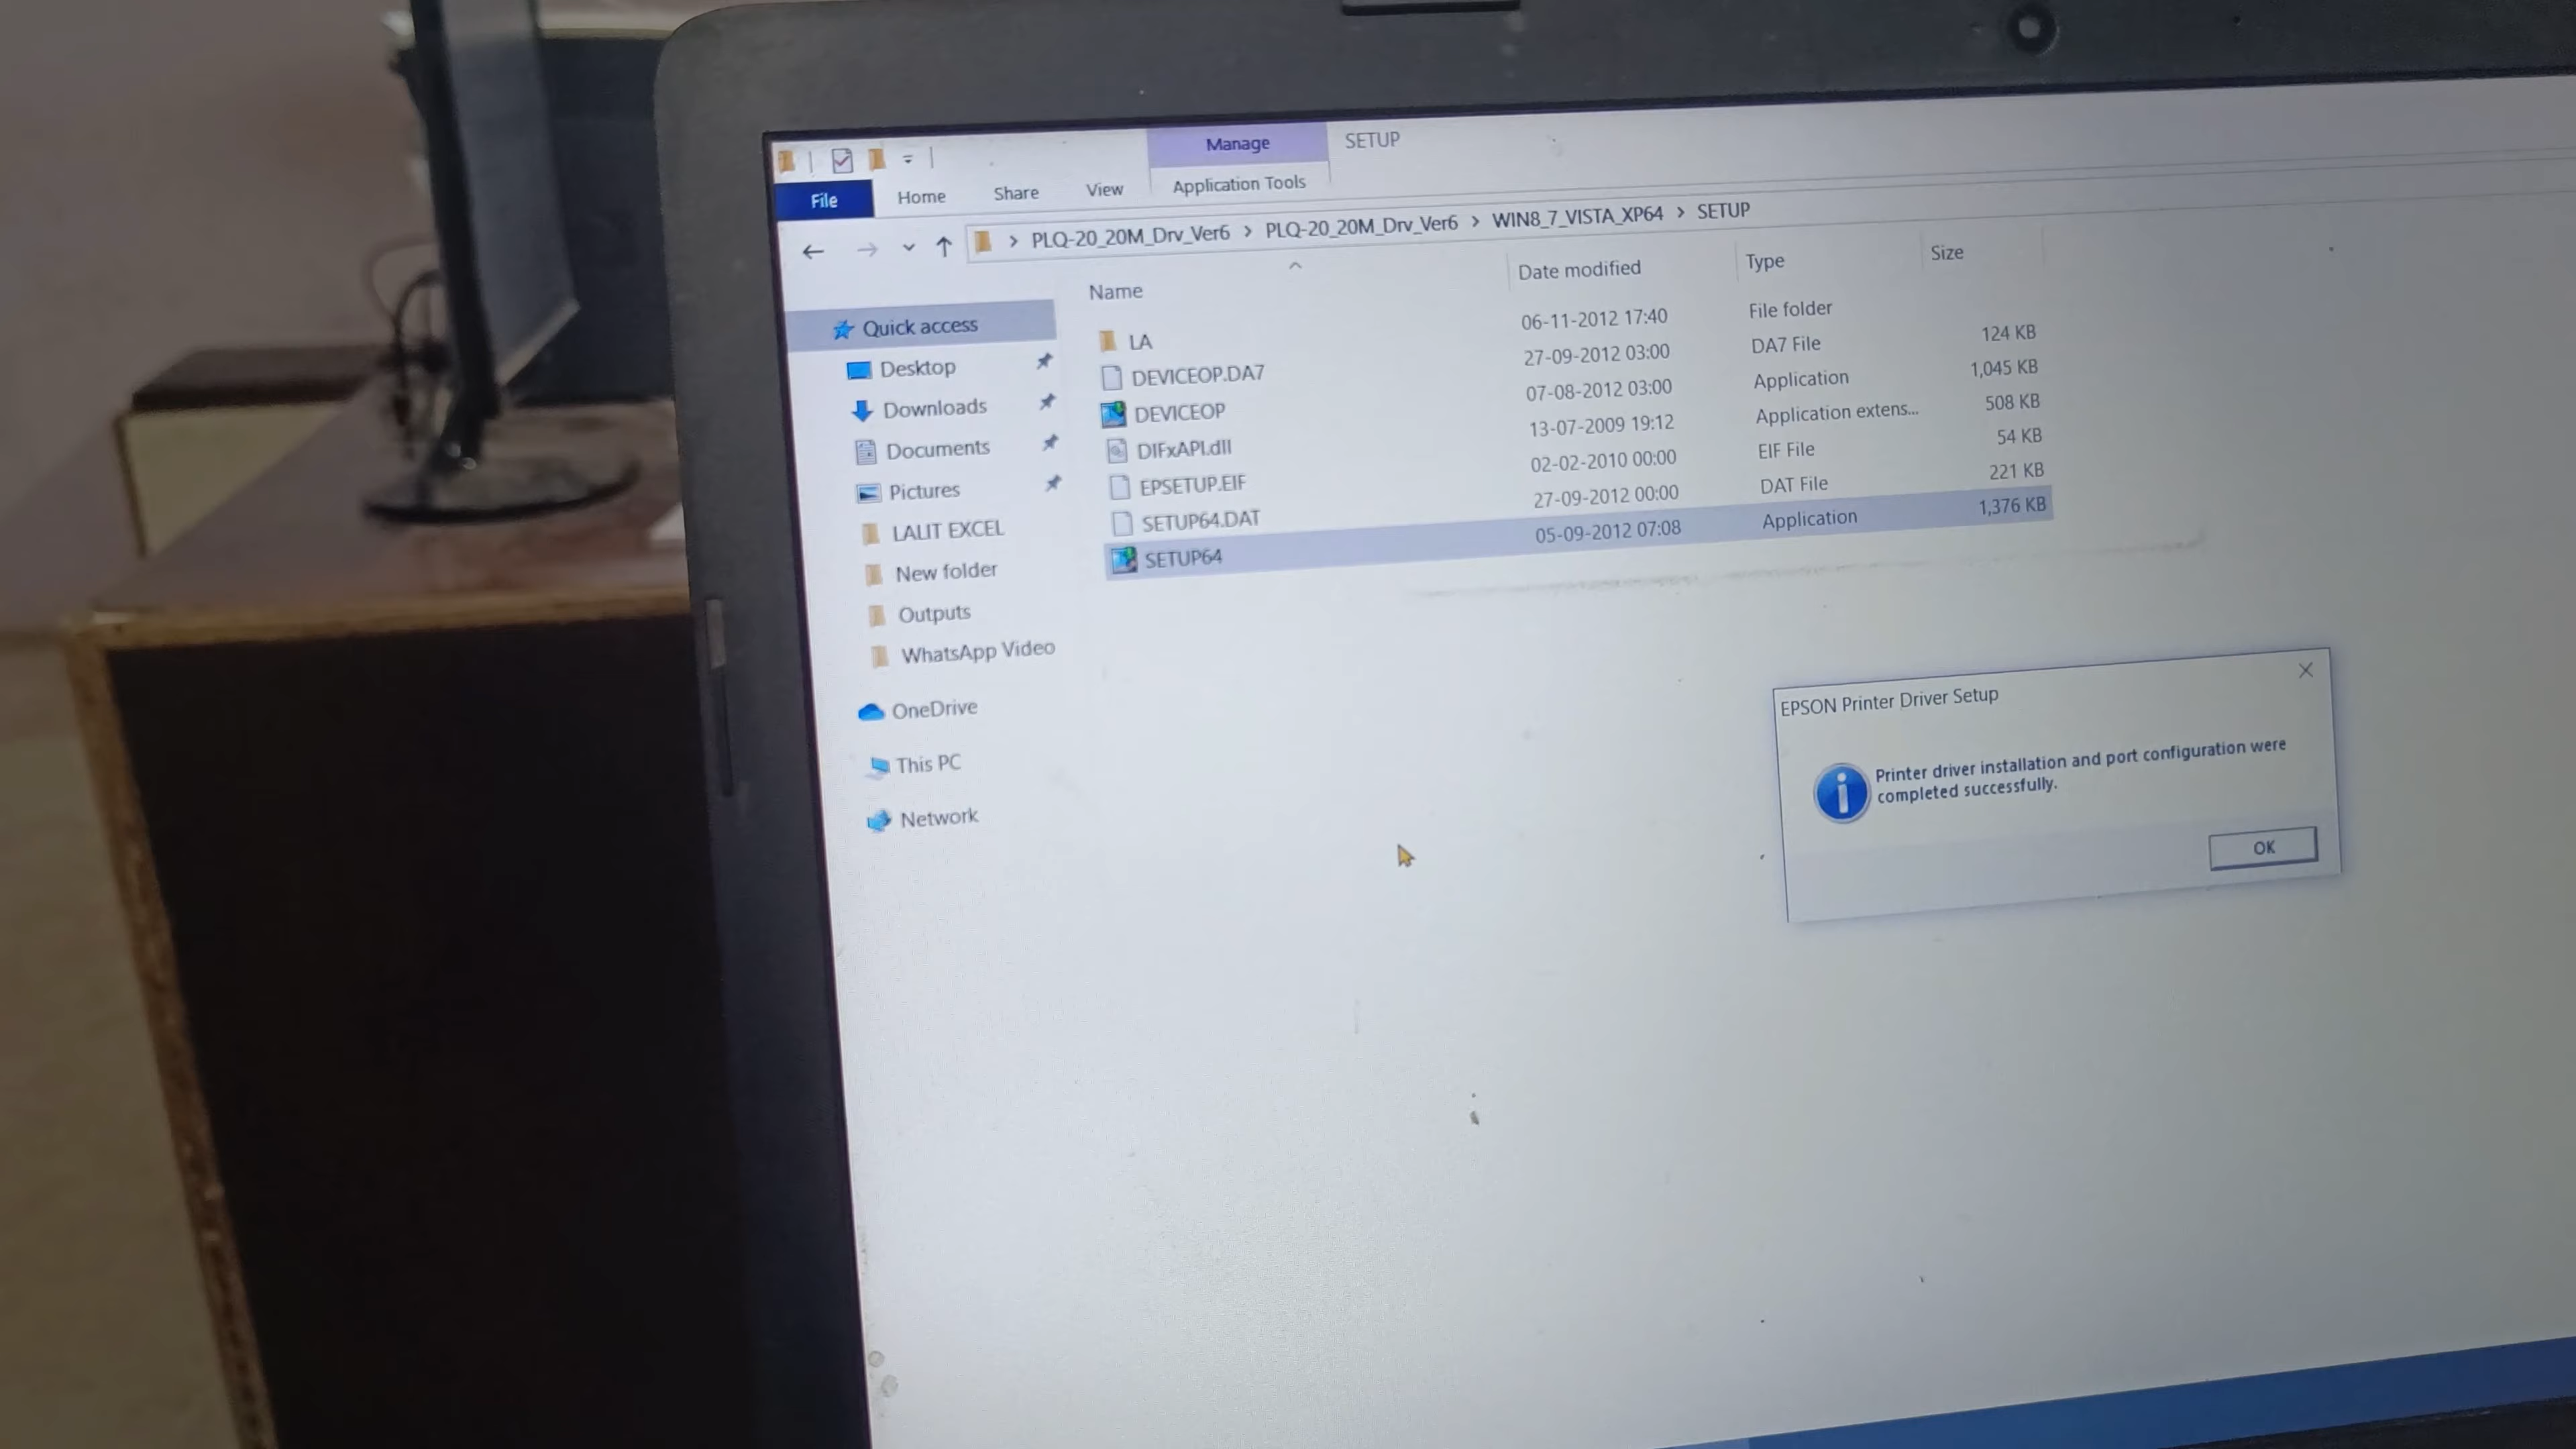 Manage SETUP
File Home Share View Application Tools
PLQ-20_20M_Drv_Ver6 > PLQ-20_20M_Drv_Ver6 > WIN8_7_VISTA_XP64 > SETUP
Name Date modified Type Size
LA 06-11-2012 17:40 File folder
DEVICEOP.DA7 27-09-2012 03:00 DA7 File 124 KB
DEVICEOP 07-08-2012 03:00 Application 1,045 KB
DIFxAPI.dll 13-07-2009 19:12 Application extens... 508 KB
EPSETUP.EIF 02-02-2010 00:00 EIF File 54 KB
SETUP64.DAT 27-09-2012 00:00 DAT File 221 KB
SETUP64 05-09-2012 07:08 Application 1,376 KB
Quick access
Desktop
Downloads
Documents
Pictures
LALIT EXCEL
New folder
Outputs
WhatsApp Video
OneDrive
This PC
Network
EPSON Printer Driver Setup
Printer driver installation and port configuration were
completed successfully.
OK